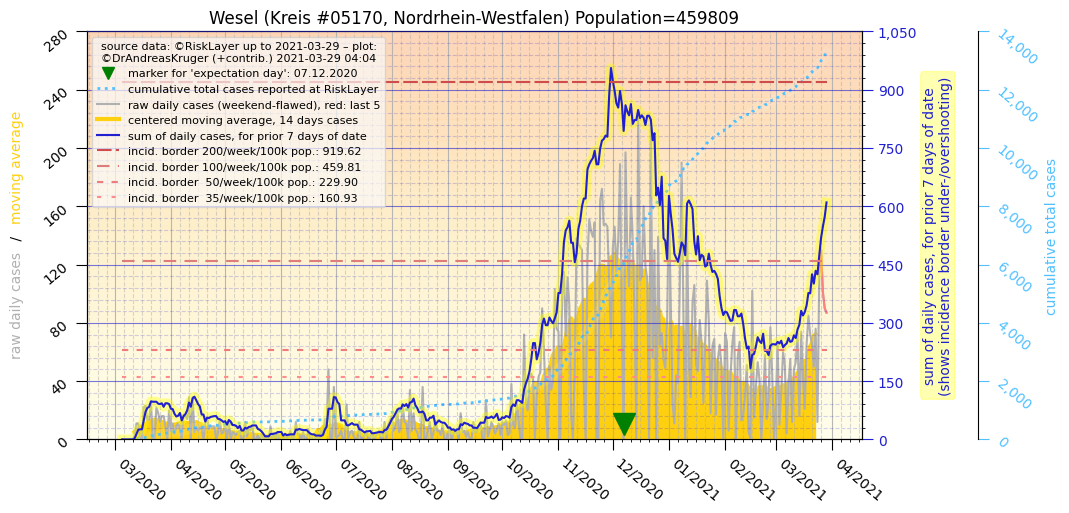 Wesel (Kreis #05170, Nordrhein-Westfalen) Population=459809
source data: ©RiskLayer up to 2021-03-29 – plot:
©DrAndreasKruger (+contrib.) 2021-03-29 04:04
marker for 'expectation day': 07.12.2020
cumulative total cases reported at RiskLayer
raw daily cases (weekend-flawed), red: last 5
centered moving average, 14 days cases
sum of daily cases, for prior 7 days of date
incid. border 200/week/100k pop.: 919.62
incid. border 100/week/100k pop.: 459.81
incid. border  50/week/100k pop.: 229.90
incid. border  35/week/100k pop.: 160.93
raw daily cases / moving average
280
240
200
160
120
80
40
0
03/2020
04/2020
05/2020
06/2020
07/2020
08/2020
09/2020
10/2020
11/2020
12/2020
01/2021
02/2021
03/2021
04/2021
1,050
900
750
600
450
300
150
0
sum of daily cases, for prior 7 days of date
(shows incidence border under-/overshooting)
14,000
12,000
10,000
8,000
6,000
4,000
2,000
0
cumulative total cases